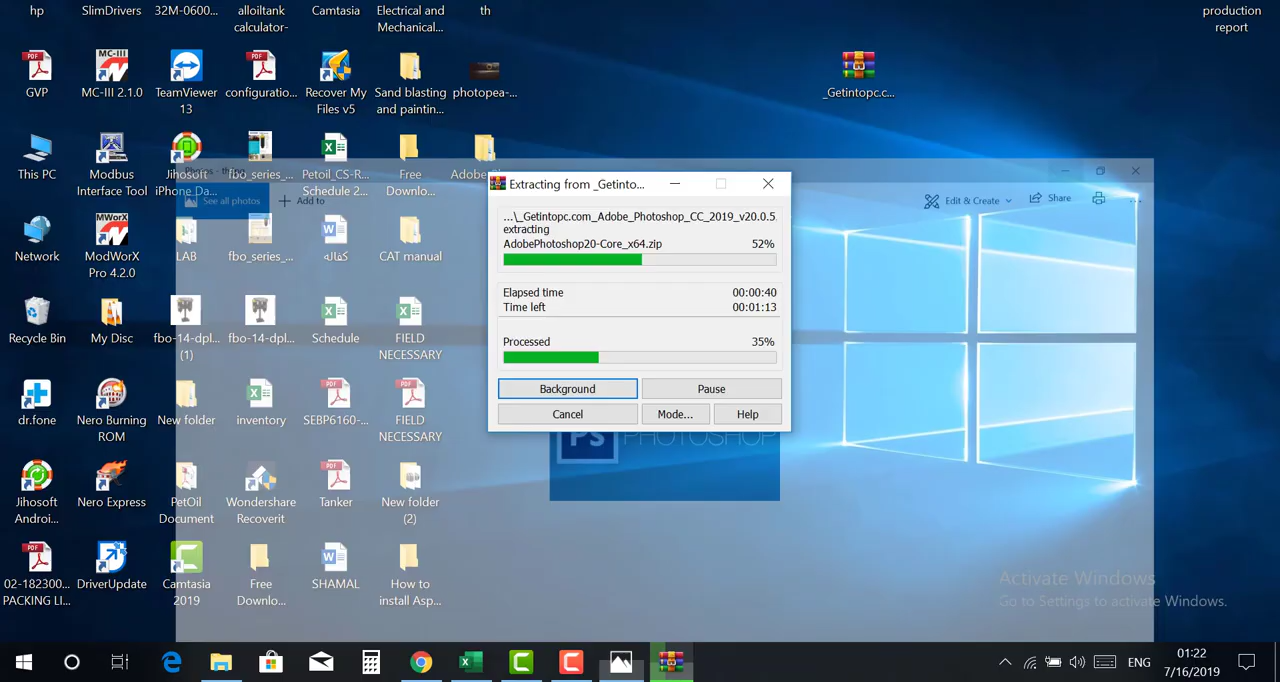 hp
SlimDrivers
32M-0600...
alloiltank
calculator-
Camtasia
Electrical and
Mechanical...
th
production
report
GVP
MC-III 2.1.0
TeamViewer
13
configuratio...
Recover My
Files v5
Sand blasting
and paintin...
photopea-...
_Getintopc.c...
This PC
Modbus
Interface Tool
Jihosoft
iPhone Da...
fbo_series_...
Petoil_CS-R...
Schedule 2...
Free
Downlo...
See all photos
Add to
Edit & Create
Share
Extracting from _Getinto...
...\_Getintopc.com_Adobe_Photoshop_CC_2019_v20.0.5
extracting
AdobePhotoshop20-Core_x64.zip 52%
Elapsed time 00:00:40
Time left 00:01:13
Processed 35%
Background
Pause
Cancel
Mode...
Help
PS PHOTOSHOP
Network
ModWorX
Pro 4.2.0
LAB
fbo_series_...
كمالة
CAT manual
Recycle Bin
My Disc
fbo-14-dpl...
(1)
fbo-14-dpl...
Schedule
FIELD
NECESSARY
dr.fone
Nero Burning
ROM
New folder
inventory
SEBP6160-...
FIELD
NECESSARY
Jihosoft
Androi...
Nero Express
PetOil
Document
Wondershare
Recoverit
Tanker
New folder
(2)
02-182300...
PACKING LI...
DriverUpdate
Camtasia
2019
Free
Downlo...
SHAMAL
How to
install Asp...
Activate Windows
Go to Settings to activate Windows.
ENG
01:22
7/16/2019